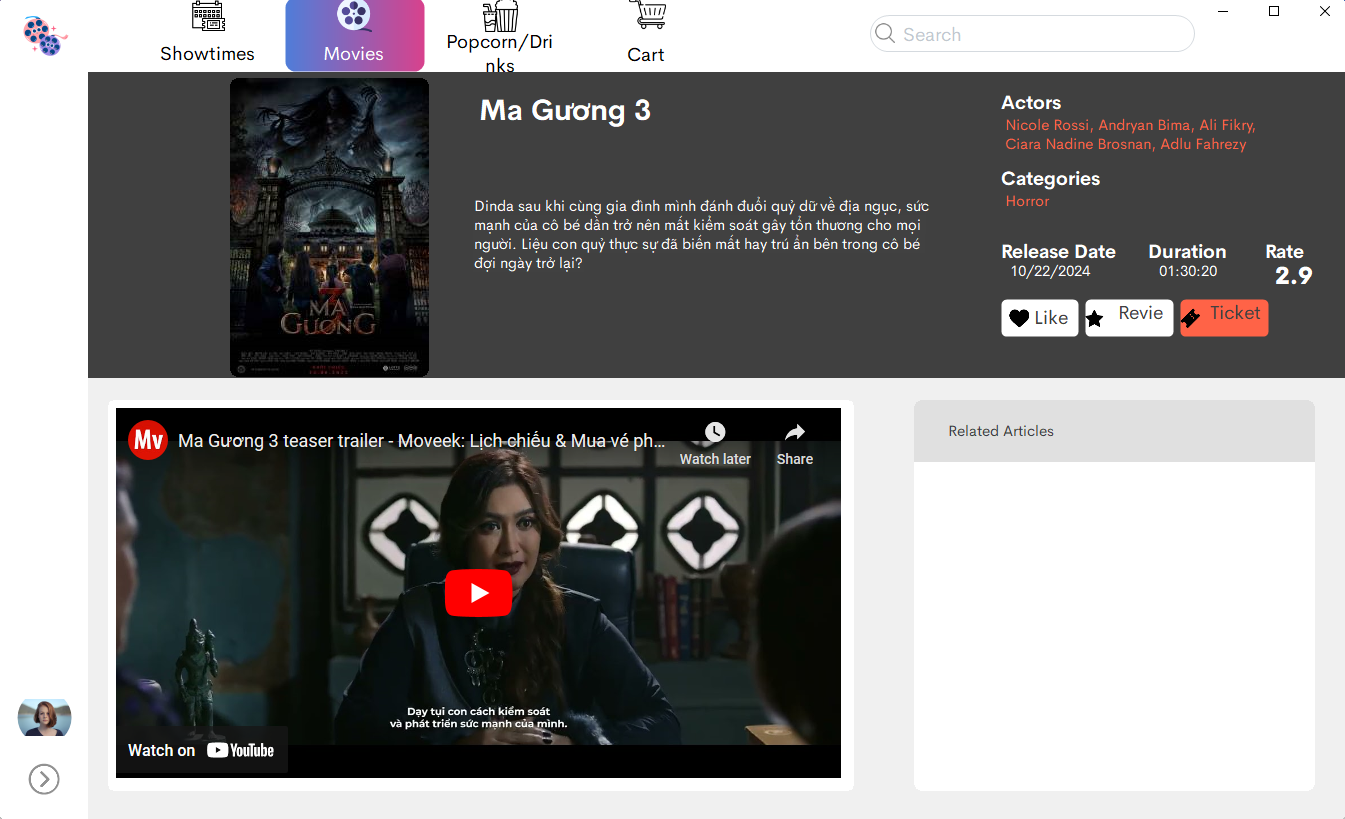 Showtimes
Movies
Popcorn/Dri
nks
Cart
Search
MA
GƯƠNG
3
Ma Gương 3
Dinda sau khi cùng gia đình mình đánh đuổi quỷ dữ về địa ngục, sức
mạnh của cô bé dần trở nên mất kiểm soát gây tổn thương cho mọi
người. Liệu con quỷ thực sự đã biến mất hay trú ẩn bên trong cô bé
đợi ngày trở lại?
Actors
Nicole Rossi, Andryan Bima, Ali Fikry,
Ciara Nadine Brosnan, Adlu Fahrezy
Categories
Horror
Release Date Duration Rate
10/22/2024 01:30:20 2.9
Like Revie Ticket
Mv Ma Gương 3 teaser trailer - Moveek: Lịch chiếu & Mua vé ph...
Watch later Share
Dạy tụi con cách kiểm soát
và phát triển sức mạnh của mình.
Watch on YouTube
Related Articles